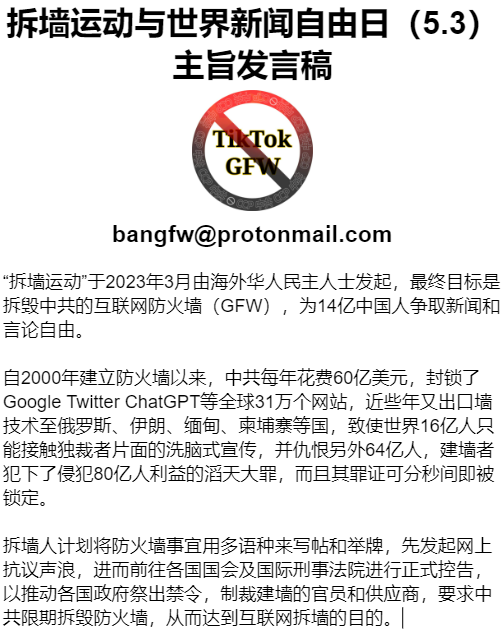 拆墙运动与世界新闻自由日（5.3）
主旨发言稿
TikTok
GFW
bangfw@protonmail.com
“拆墙运动”于2023年3月由海外华人民主人士发起，最终目标是
拆毁中共的互联网防火墙（GFW），为14亿中国人争取新闻和
言论自由。
自2000年建立防火墙以来，中共每年花费60亿美元，封锁了
Google Twitter ChatGPT等全球31万个网站，近些年又出口墙
技术至俄罗斯、伊朗、缅甸、柬埔寨等国，致使世界16亿人只
能接触独裁者片面的洗脑式宣传，并仇恨另外64亿人，建墙者
犯下了侵犯80亿人利益的滔天大罪，而且其罪证可分秒间即被
锁定。
拆墙人计划将防火墙事宜用多语种来写帖和举牌，先发起网上
抗议声浪，进而前往各国国会及国际刑事法院进行正式控告，
以推动各国政府祭出禁令，制裁建墙的官员和供应商，要求中
共限期拆毁防火墙，从而达到互联网拆墙的目的。